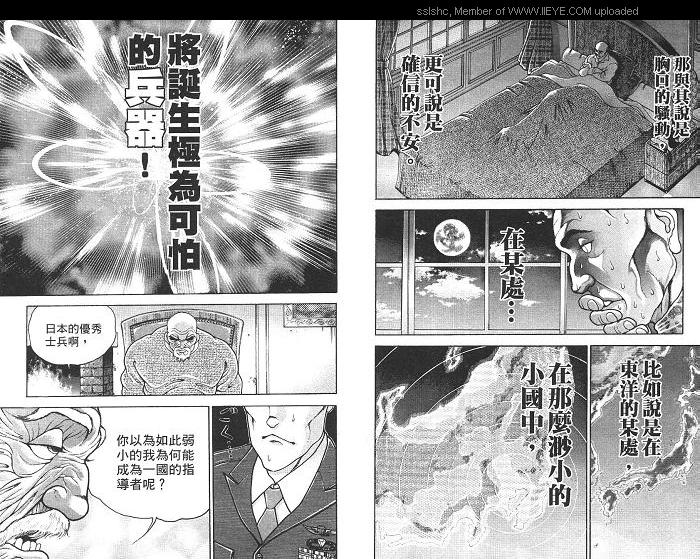 sslshc, Member of WWW.IIEYE.COM uploaded
那與其說是
胸口的騷動，
更可說是
確信的不安。
在某處…
比如說是在
東洋的某處，
在那麼渺小的
小國中，
將誕生極為可怕
的兵器！
日本的優秀
士兵啊，
你以為如此弱
小的我為何能
成為一國的指
導者呢？